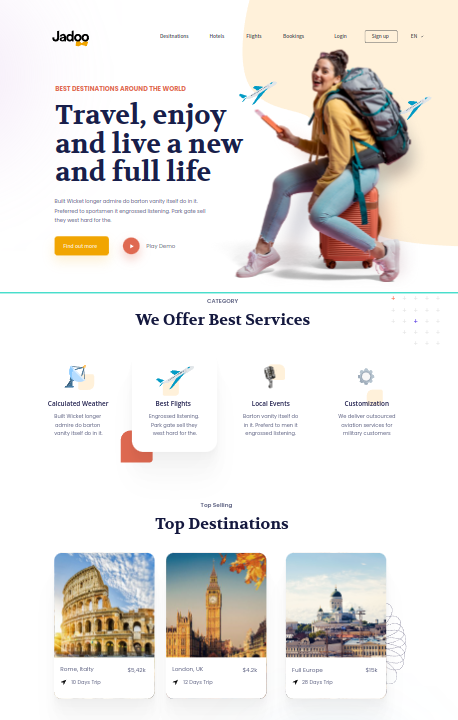 Jadoo
Desitnations
Hotels
Flights
Bookings
Login
Sign up
EN
BEST DESTINATIONS AROUND THE WORLD
Travel, enjoy
and live a new
and full life
Built Wicket longer admire do barton vanity itself do in it.
Preferred to sportsmen it engrossed listening. Park gate sell
they west hard for the.
Find out more
Play Demo
CATEGORY
We Offer Best Services
Calculated Weather
Built Wicket longer
admire do barton
vanity itself do in it.
Best Flights
Engrossed listening.
Park gate sell they
west hard for the.
Local Events
Barton vanity itself do
in it. Preferd to men it
engrossed listening.
Customization
We deliver outsourced
aviation services for
military customers
Top Selling
Top Destinations
Rome, Italty
$5,42k
10 Days Trip
London, UK
$4.2k
12 Days Trip
Full Europe
$15k
28 Days Trip